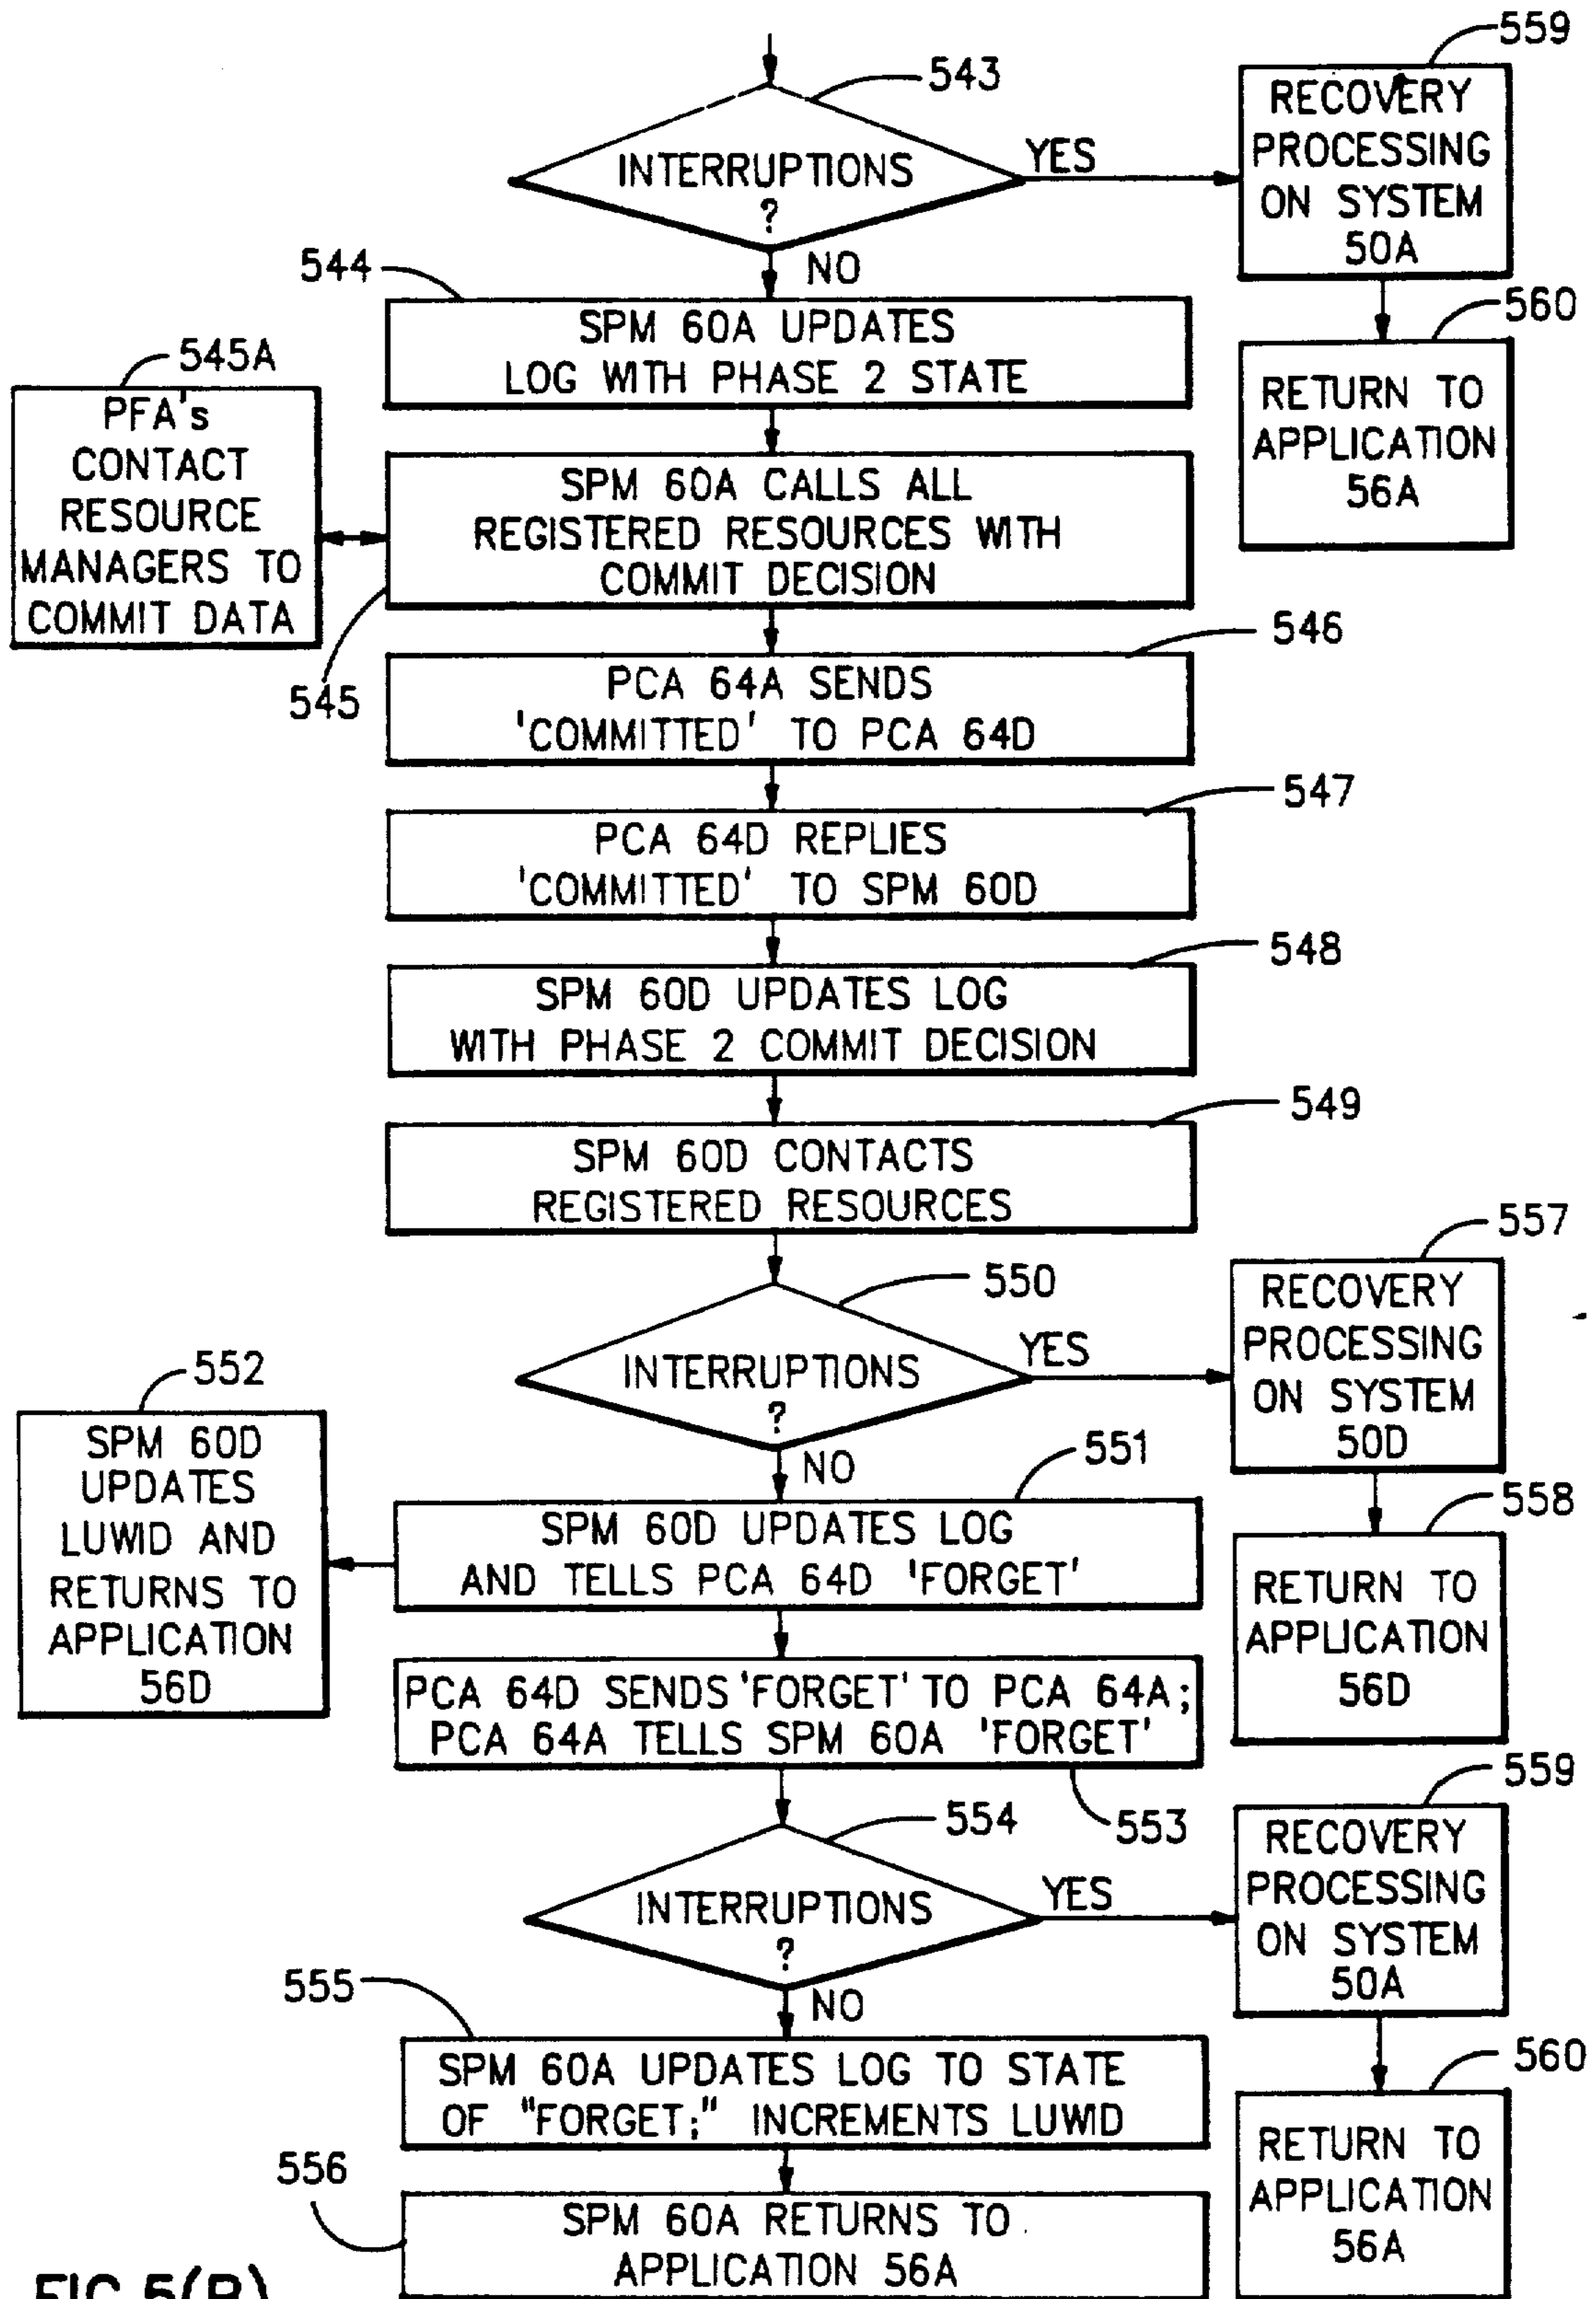 543
559
INTERRUPTIONS
?
YES
NO
RECOVERY
PROCESSING
ON SYSTEM
50A
544
SPM 60A UPDATES
LOG WITH PHASE 2 STATE
560
RETURN TO
APPLICATION
56A
545A
PFA's
CONTACT
RESOURCE
MANAGERS TO
COMMIT DATA
SPM 60A CALLS ALL
REGISTERED RESOURCES WITH
COMMIT DECISION
545
546
PCA 64A SENDS
'COMMITTED' TO PCA 64D
547
PCA 64D REPLIES
'COMMITTED' TO SPM 60D
548
SPM 60D UPDATES LOG
WITH PHASE 2 COMMIT DECISION
549
SPM 60D CONTACTS
REGISTERED RESOURCES
550
INTERRUPTIONS
?
YES
NO
557
RECOVERY
PROCESSING
ON SYSTEM
50D
558
RETURN TO
APPLICATION
56D
551
SPM 60D UPDATES LOG
AND TELLS PCA 64D 'FORGET'
552
SPM 60D
UPDATES
LUWID AND
RETURNS TO
APPLICATION
56D
PCA 64D SENDS 'FORGET' TO PCA 64A;
PCA 64A TELLS SPM 60A 'FORGET'
553
554
INTERRUPTIONS
?
YES
NO
559
RECOVERY
PROCESSING
ON SYSTEM
50A
560
RETURN TO
APPLICATION
56A
555
SPM 60A UPDATES LOG TO STATE
OF "FORGET;" INCREMENTS LUWID
556
SPM 60A RETURNS TO
APPLICATION 56A
FIG.5(B)